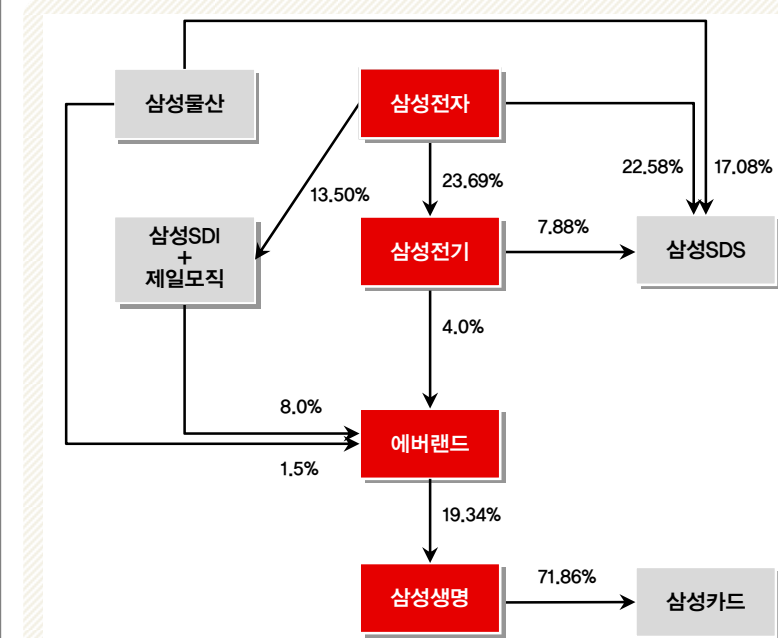 삼성물산
삼성전자
13.50%
23.69%
22.58%
17.08%
삼성SDI
+
제일모직
삼성전기
7.88%
삼성SDS
4.0%
8.0%
에버랜드
1.5%
19.34%
삼성생명
71.86%
삼성카드